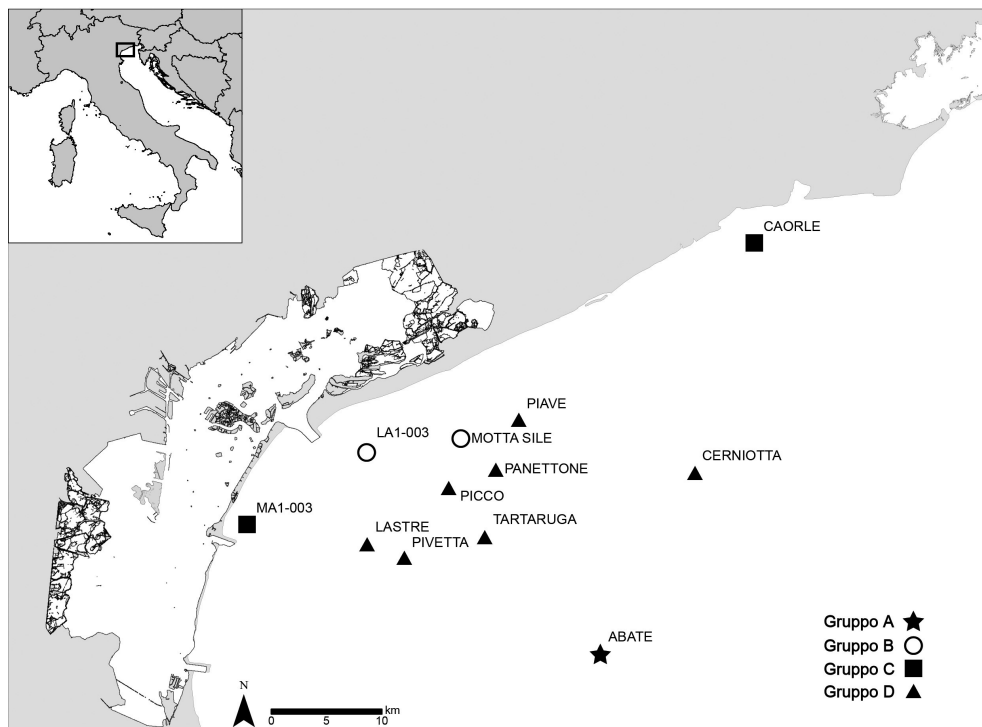 CAORLE
PIAVE
LA1-003
MOTTA SILE
CERNIOTTA
PANETTONE
PICCO
MA1-003
TARTARUGA
LASTRE
PIVETTA
ABATE
Gruppo A
Gruppo B
Gruppo C
Gruppo D
N
km
0 5 10